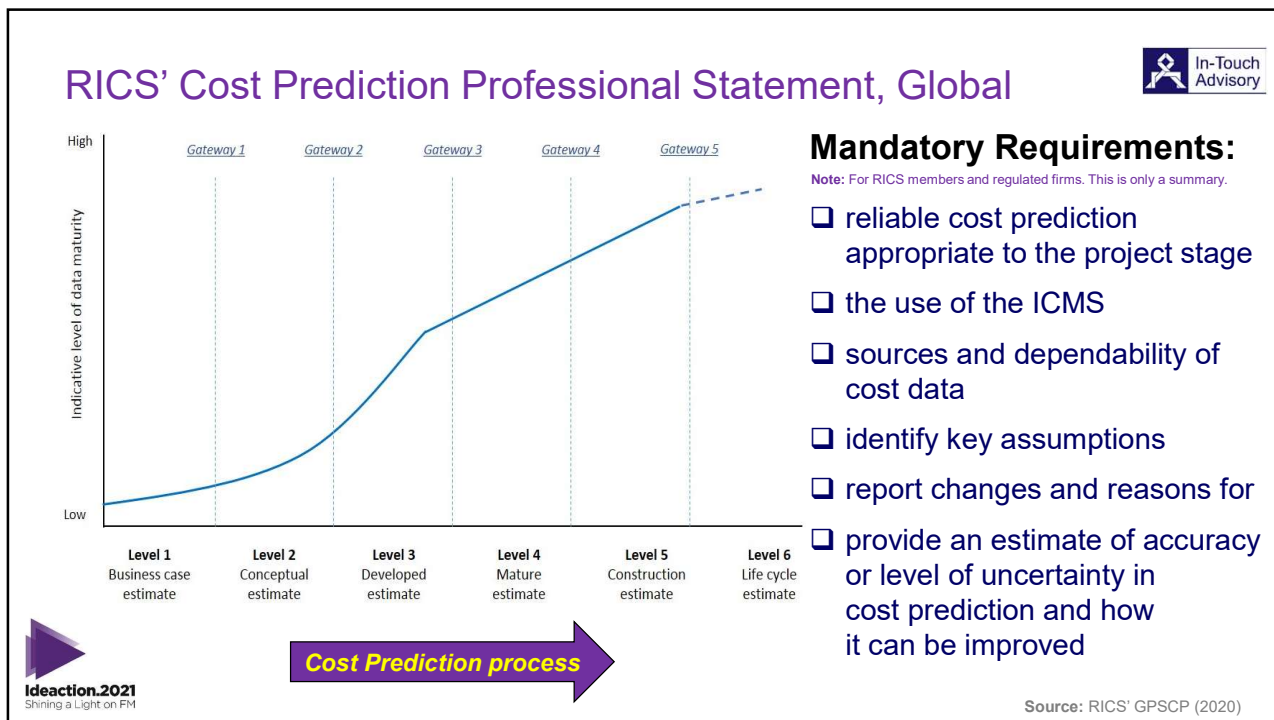 RICS' Cost Prediction Professional Statement, Global
In-Touch
Advisory
High
Gateway 1
Gateway 2
Gateway 3
Gateway 4
Gateway 5
Indicative level of data maturity
Low
Level 1
Business case
estimate
Level 2
Conceptual
estimate
Level 3
Developed
estimate
Level 4
Mature
estimate
Level 5
Construction
estimate
Level 6
Life cycle
estimate
Cost Prediction process
Mandatory Requirements:
Note: For RICS members and regulated firms. This is only a summary.
❑ reliable cost prediction
appropriate to the project stage
❑ the use of the ICMS
❑ sources and dependability of
cost data
❑ identify key assumptions
❑ report changes and reasons for
❑ provide an estimate of accuracy
or level of uncertainty in
cost prediction and how
it can be improved
Ideaction.2021
Shining a Light on FM
Source: RICS' GPSCP (2020)